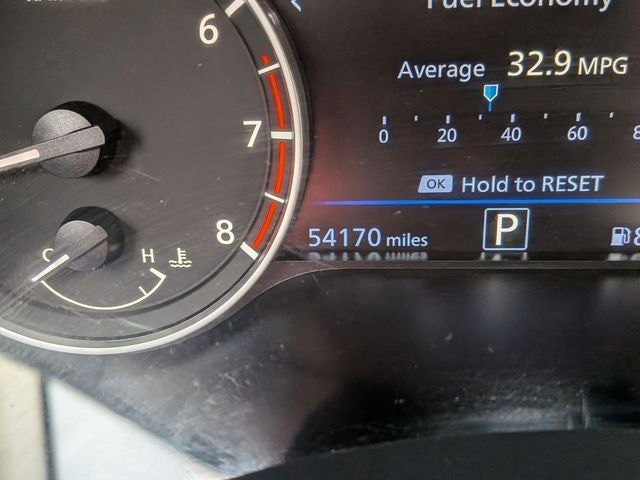 Fuel Economy
6
Average 32.9 MPG
7
0 20 40 60
OK Hold to RESET
8
54170 miles P
C H